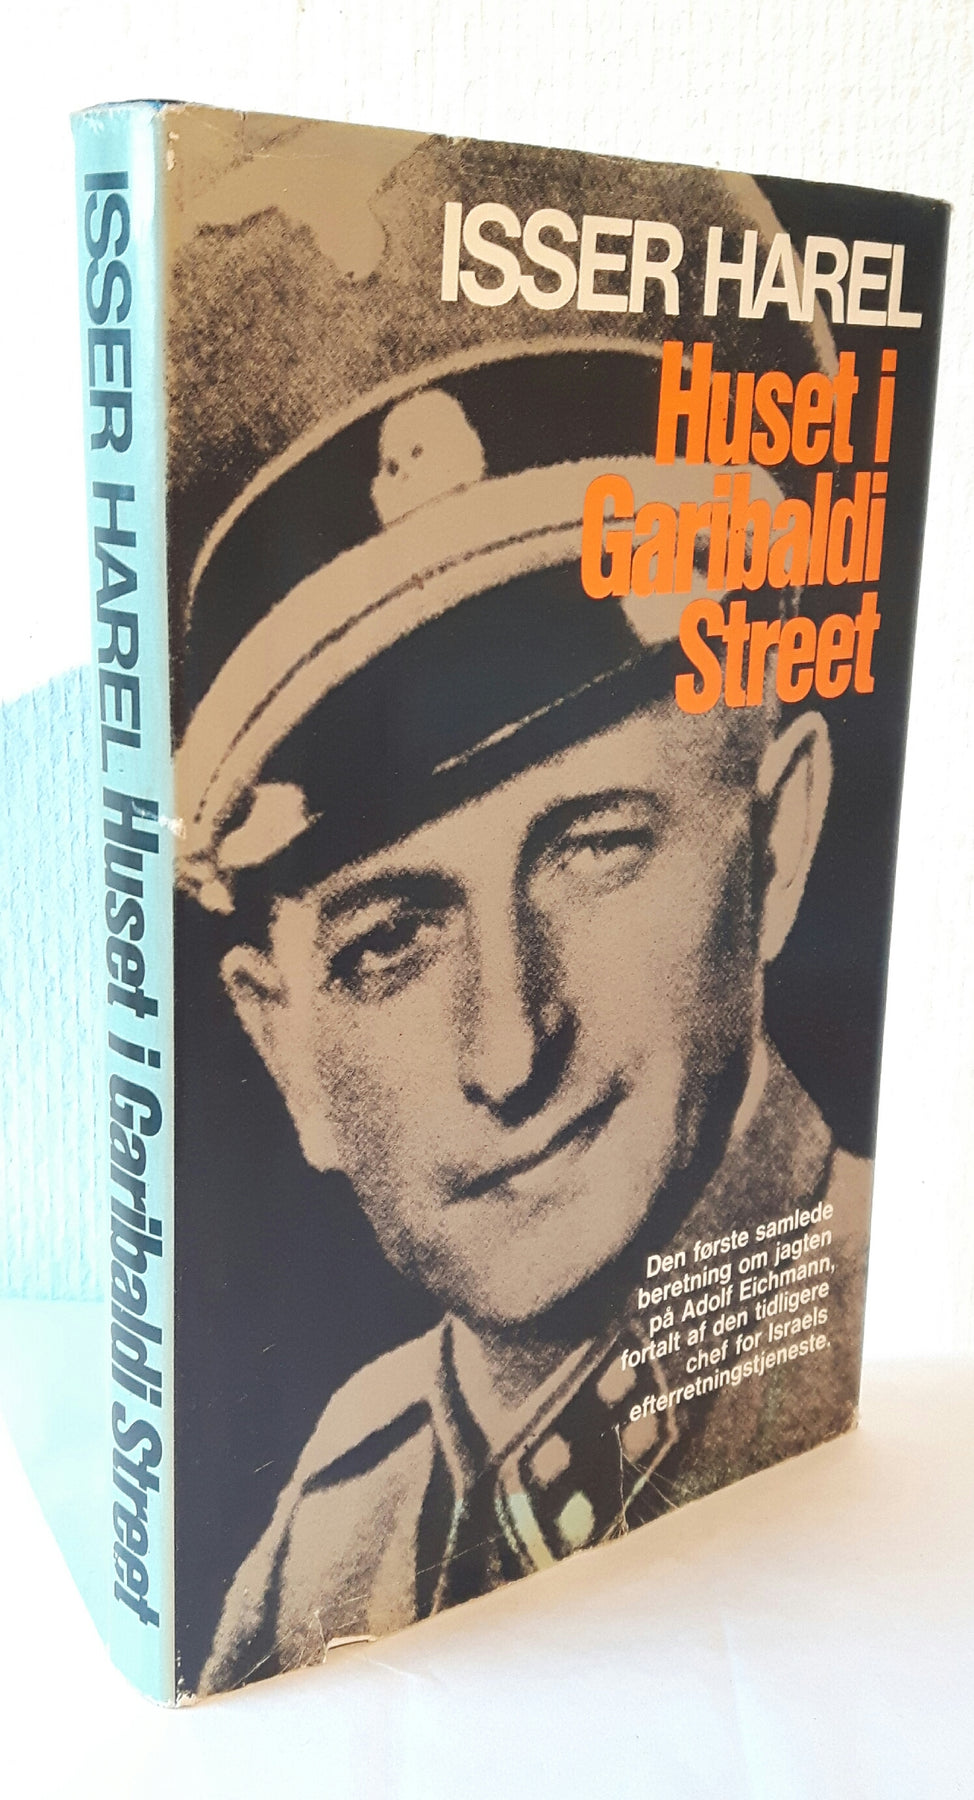 ISSER HAREL Huset i Garibaldi Street
ISSER HAREL
Huset i
Garibaldi
Street
Den første samlede
beretning om jagten
på Adolf Eichmann,
fortalt af den tidligere
chef for Israels
efterretningstjeneste.